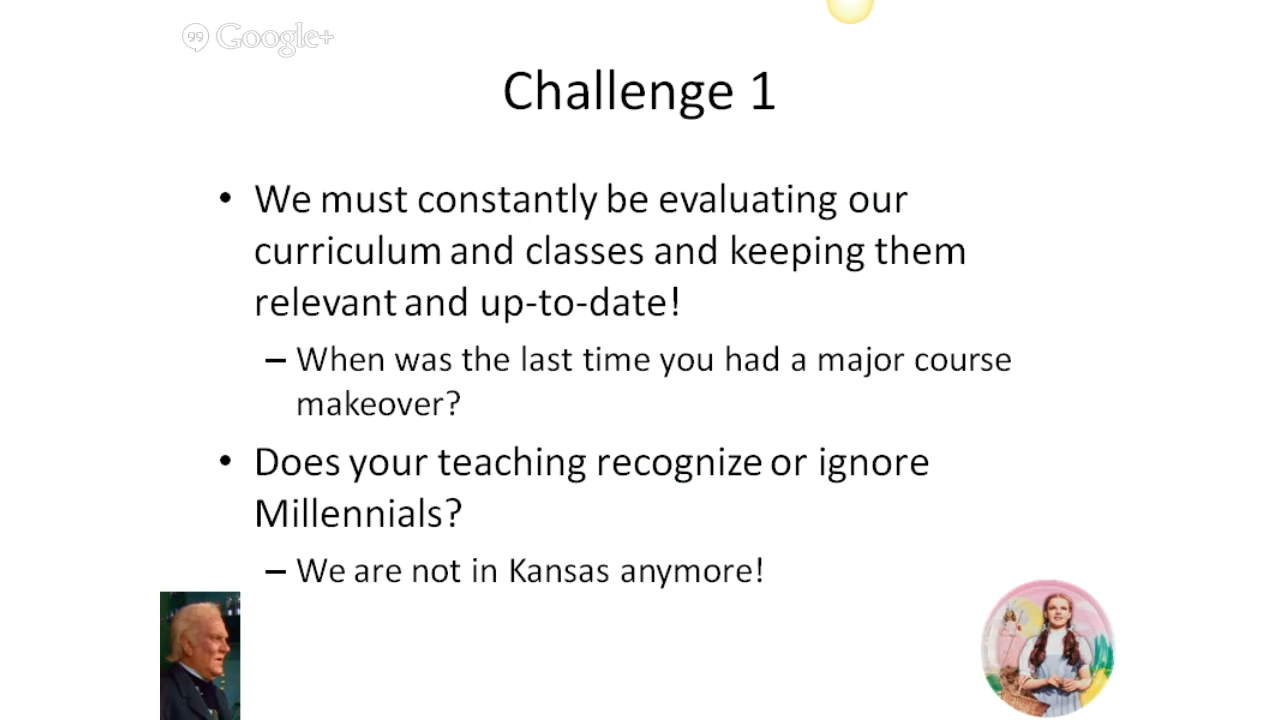 Google+
Challenge 1
• We must constantly be evaluating our
curriculum and classes and keeping them
relevant and up-to-date!
– When was the last time you had a major course
makeover?
• Does your teaching recognize or ignore
Millennials?
– We are not in Kansas anymore!